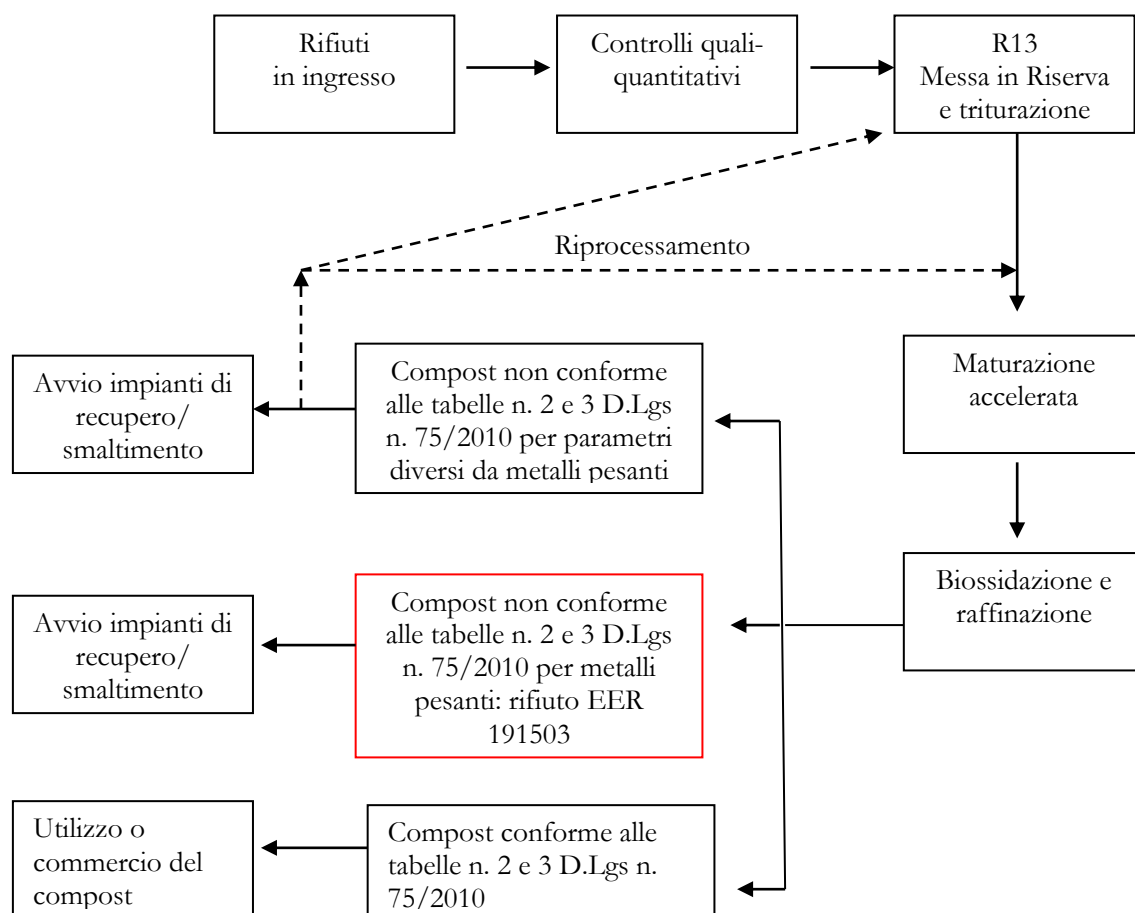 Rifiuti
in ingresso
Controlli quali-
quantitativi
R13
Messa in Riserva
e triturazione
Riprocessamento
Avvio impianti di
recupero/
smaltimento
Compost non conforme
alle tabelle n. 2 e 3 D.Lgs
n. 75/2010 per parametri
diversi da metalli pesanti
Maturazione
accelerata
Avvio impianti di
recupero/
smaltimento
Compost non conforme
alle tabelle n. 2 e 3 D.Lgs
n. 75/2010 per metalli
pesanti: rifiuto EER
191503
Biossidazione e
raffinazione
Utilizzo o
commercio del
compost
Compost conforme alle
tabelle n. 2 e 3 D.Lgs n.
75/2010